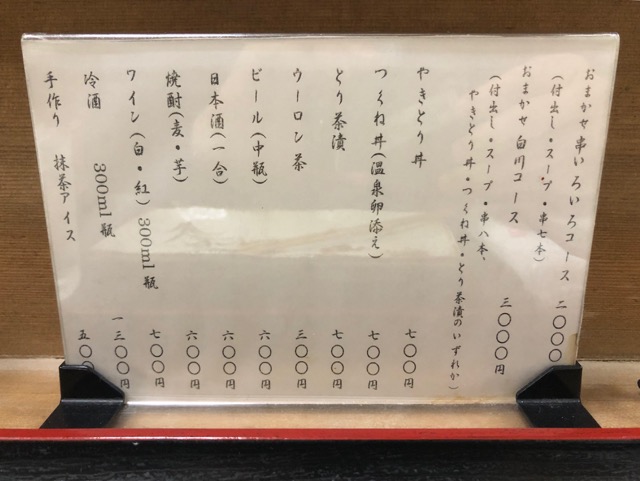 おまかせ串いろいろコース 二〇〇〇
(付出し・スープ・串七本)
おまかせ 白川コース 三〇〇〇円
(付出し・スープ・串八本、
やきとり丼・つくね丼・とり茶漬のいずれか)
やきとり丼 七〇〇円
つくね丼(温泉卵添え) 七〇〇円
とり茶漬 七〇〇円
ウーロン茶 三〇〇円
ビール(中瓶) 六〇〇円
日本酒(一合) 六〇〇円
焼酎(麦・芋) 六〇〇円
ワイン(白・紅)300ml瓶 七〇〇円
冷酒 300ml瓶 一三〇〇円
手作り 抹茶アイス 五〇〇